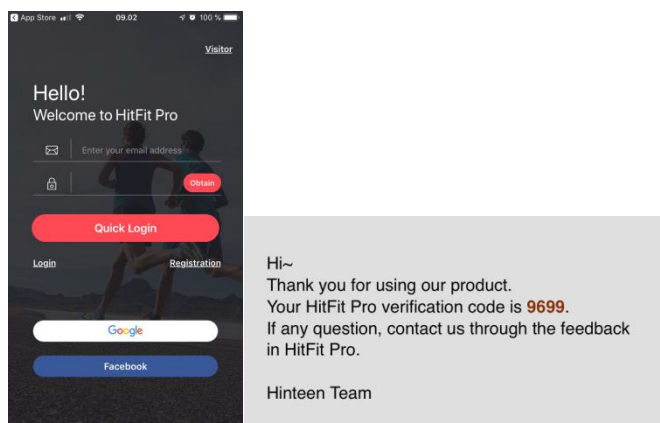 App Store 09.02 100 %
Visitor
Hello!
Welcome to HitFit Pro
Enter your email address
Obtain
Quick Login
Login Registration
Google
Facebook
Hi~
Thank you for using our product.
Your HitFit Pro verification code is 9699.
If any question, contact us through the feedback
in HitFit Pro.
Hinteen Team